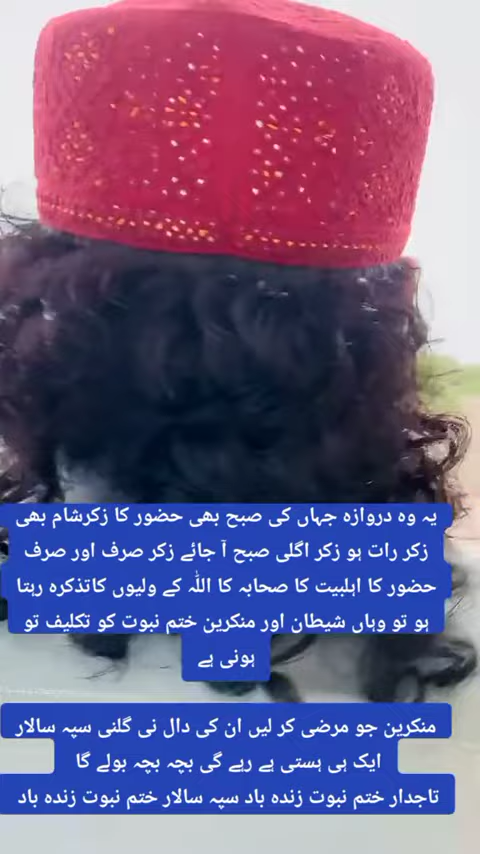 یہ وہ دروازہ جہاں کی صبح بھی حضور کا زکرشام بھی
زکر رات ہو زکر اگلی صبح آ جائے زکر صرف اور صرف
حضور کا اہلبیت کا صحابہ کا اللہ کے ولیوں کاتذکرہ رہتا
ہو تو وہاں شیطان اور منکرین ختم نبوت کو تکلیف تو
ہونی ہے
منکرین جو مرضی کر لیں ان کی دال نی گلنی سپہ سالار
ایک ہی ہستی ہے رہے گی بچہ بچہ بولے گا
تاجدار ختم نبوت زندہ باد سپہ سالار ختم نبوت زندہ باد